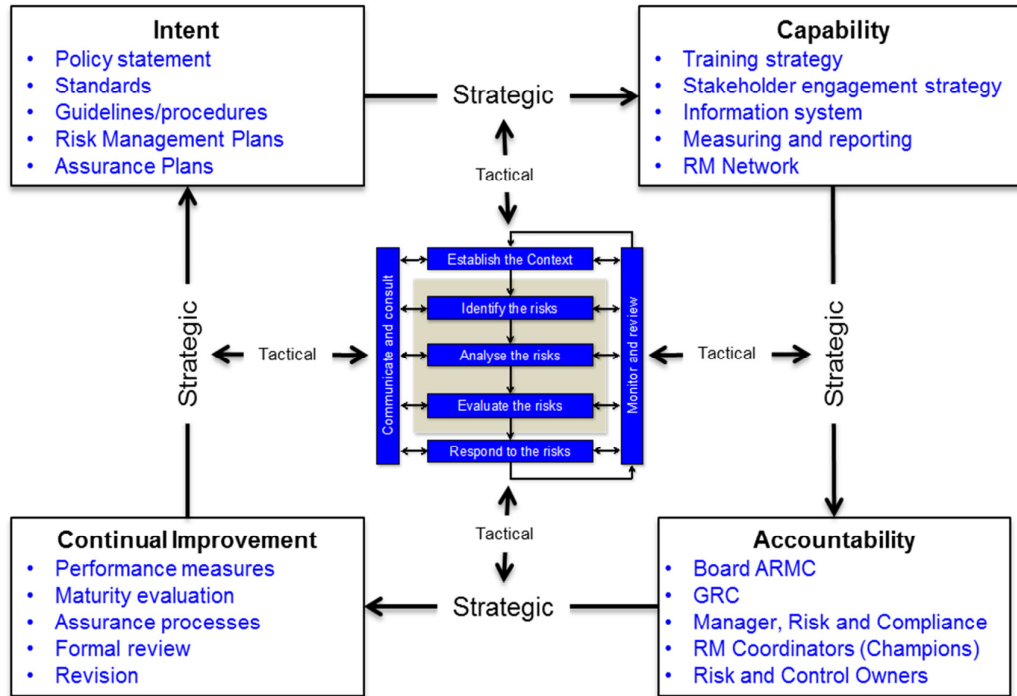 Intent
• Policy statement
• Standards
• Guidelines/procedures
• Risk Management Plans
• Assurance Plans
Strategic
Capability
• Training strategy
• Stakeholder engagement strategy
• Information system
• Measuring and reporting
• RM Network
Tactical
Strategic
Tactical
Communicate and consult
Establish the Context
Identify the risks
Analyse the risks
Evaluate the risks
Respond to the risks
Monitor and review
Tactical
Strategic
Tactical
Continual Improvement
• Performance measures
• Maturity evaluation
• Assurance processes
• Formal review
• Revision
Strategic
Accountability
• Board ARMC
• GRC
• Manager, Risk and Compliance
• RM Coordinators (Champions)
• Risk and Control Owners